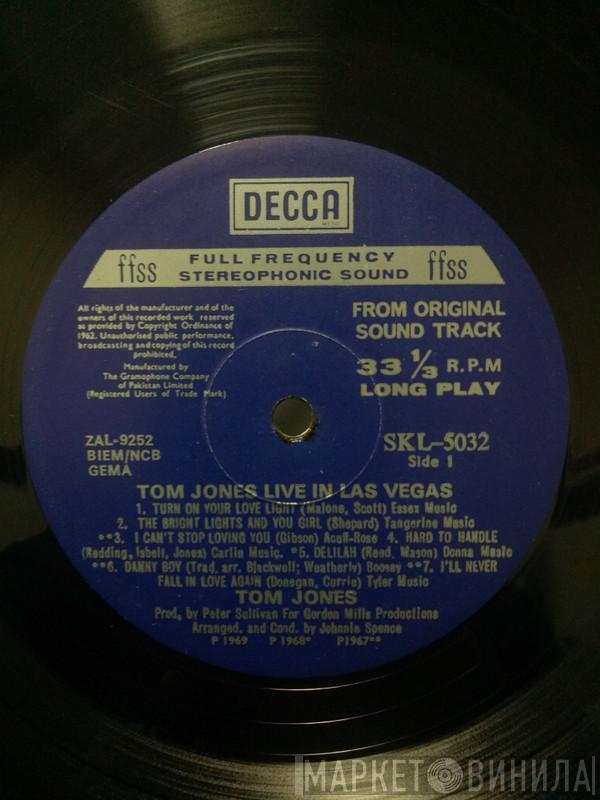 DECCA
ffss FULL FREQUENCY STEREOPHONIC SOUND ffss
All rights of the manufacturer and of the
owners of this recorded work reserved
as provided by Copyright Ordinance of
1962. Unauthorised public performance,
broadcasting and copying of this record
prohibited.
Manufactured by
The Gramophone Company
of Pakistan Limited
(Registered Users of Trade Mark)
FROM ORIGINAL
SOUND TRACK
33 1/3 R.P.M
LONG PLAY
ZAL-9252
BIEM/NCB
GEMA
SKL-5032
Side 1
TOM JONES LIVE IN LAS VEGAS
1. TURN ON YOUR LOVE LIGHT (Malone, Scott) Essex Music
2. THE BRIGHT LIGHTS AND YOU GIRL (Shepard) Tangerine Music
**3. I CAN'T STOP LOVING YOU (Gibson) Acuff-Rose 4. HARD TO HANDLE
(Redding, Isbell, Jones) Carlin Music. *5. DELILAH (Reed, Mason) Donna Music
**6. DANNY BOY (Trad. arr. Blackwell; Weatherly) Boosey **7. I'LL NEVER
FALL IN LOVE AGAIN (Donegan, Currie) Tyler Music
TOM JONES
Prod. by Peter Sullivan For Gordon Mills Productions
Arranged. and Cond. by Johnnie Spence
P 1969 P 1968* P1967**
МАРКЕТ ВИНИЛА